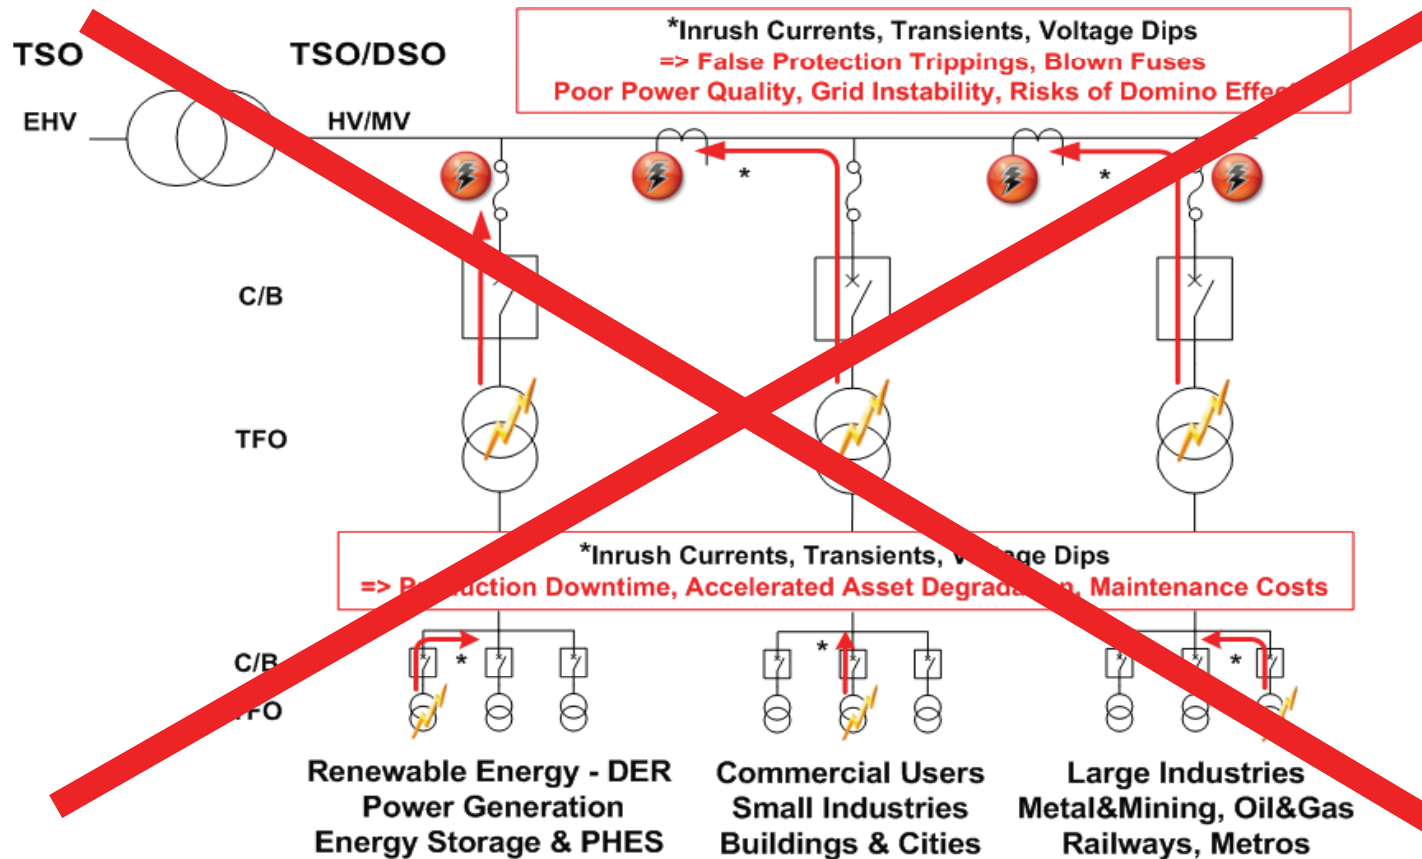 *Inrush Currents, Transients, Voltage Dips
=> False Protection Trippings, Blown Fuses
Poor Power Quality, Grid Instability, Risks of Domino
TSO
TSO/DSO
EHV
HV/MV
*
*
C/B
TFO
*Inrush Currents, Transients, Dips
=> Downtime, Accelerated Asset Maintenance Costs
C/B
*
*
*
Renewable Energy - DER
Power Generation
Energy Storage & PHES
Commercial Users
Small Industries
Buildings & Cities
Large Industries
Metal&Mining, Oil&Gas
Railways, Metros